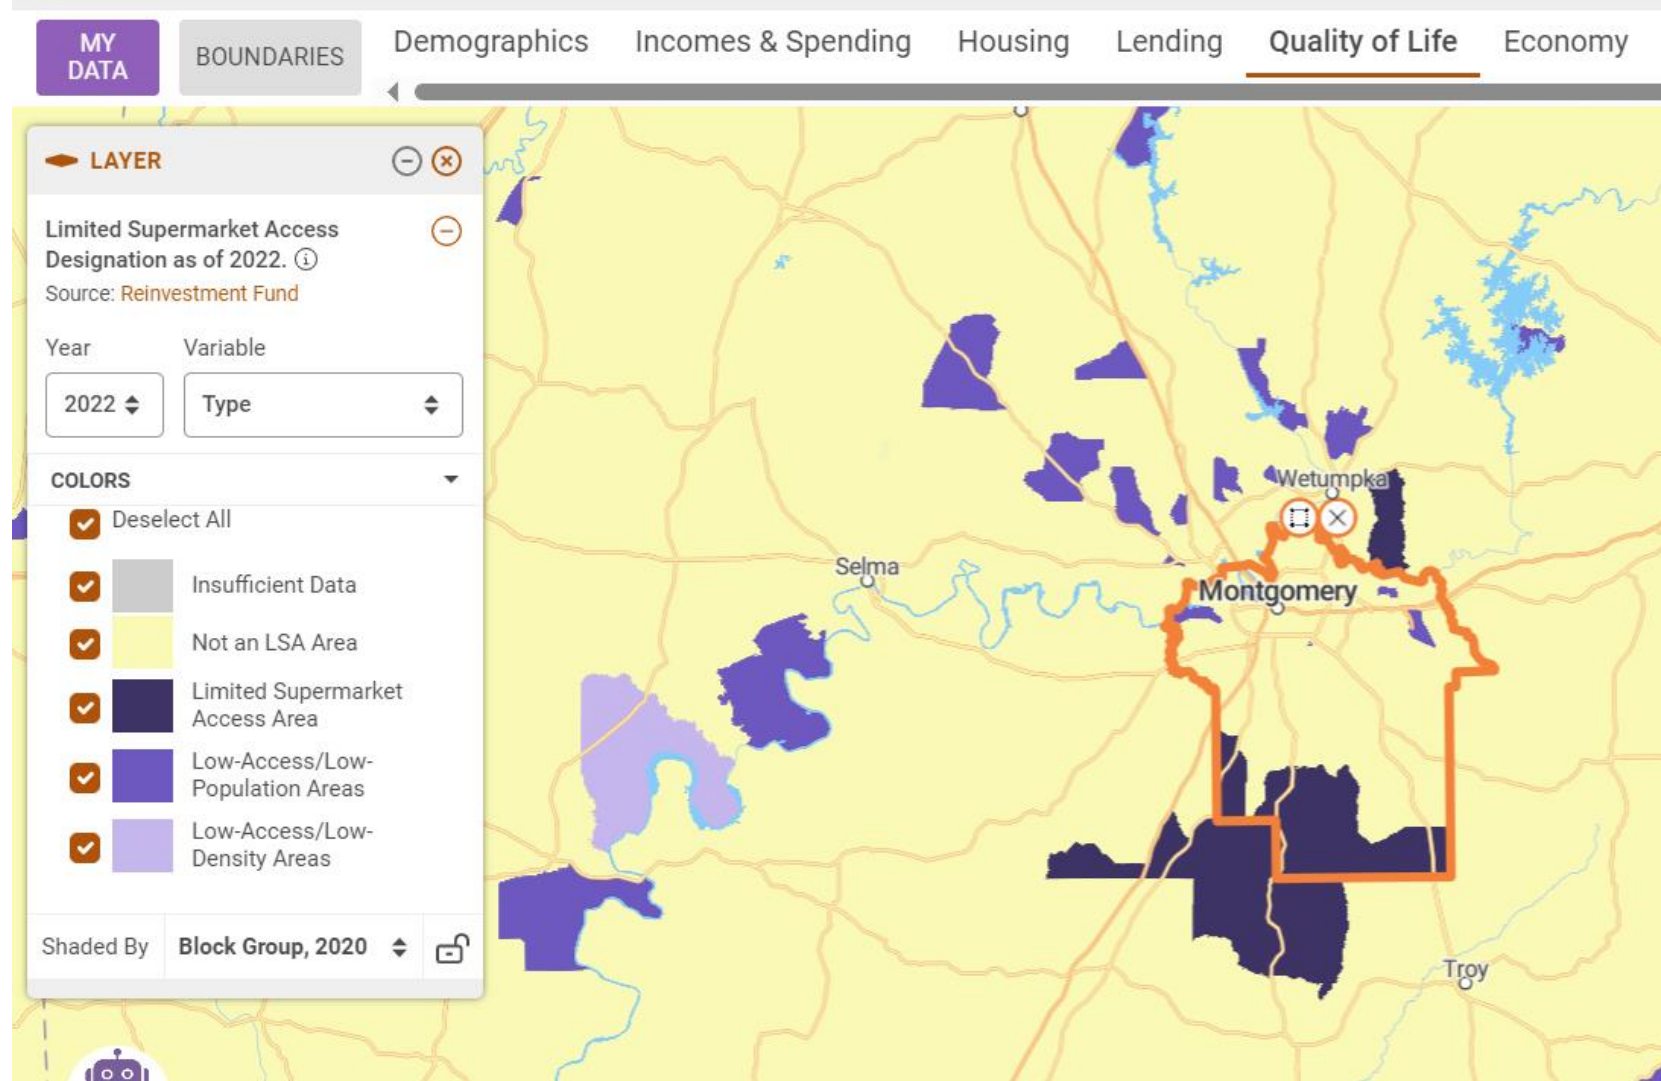 MY
DATA
BOUNDARIES
Demographics
Incomes & Spending
Housing
Lending
Quality of Life
Economy
LAYER
Limited Supermarket Access
Designation as of 2022.
Source: Reinvestment Fund
Year
Variable
2022
Type
COLORS
Deselect All
Insufficient Data
Not an LSA Area
Limited Supermarket
Access Area
Low-Access/Low-
Population Areas
Low-Access/Low-
Density Areas
Shaded By
Block Group, 2020
Wetumpka
Selma
Montgomery
Troy